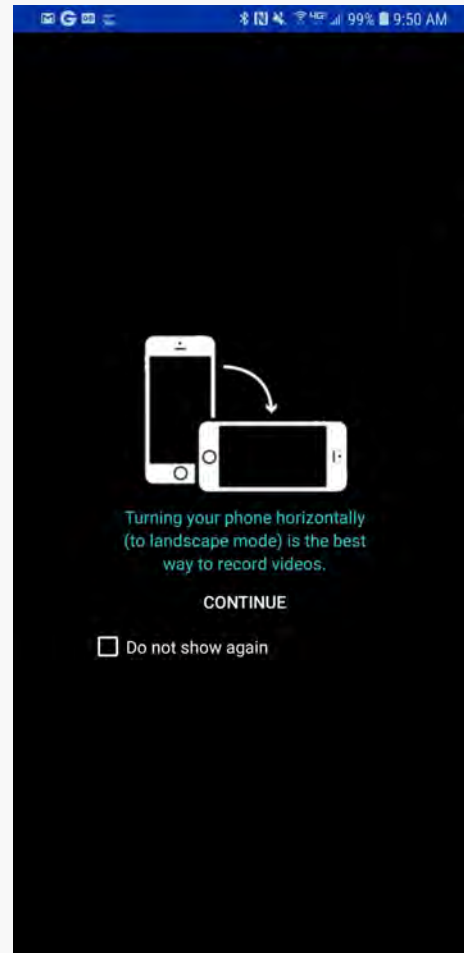 99% 9:50 AM
Turning your phone horizontally
(to landscape mode) is the best
way to record videos.
CONTINUE
Do not show again